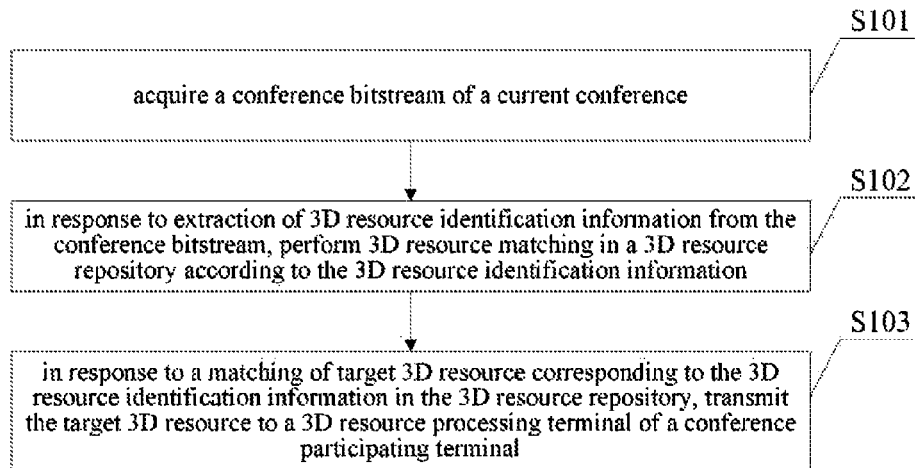 S101
acquire a conference bitstream of a current conference
S102
in response to extraction of 3D resource identification information from the
conference bitstream, perform 3D resource matching in a 3D resource
repository according to the 3D resource identification information
S103
in response to a matching of target 3D resource corresponding to the 3D
resource identification information in the 3D resource repository, transmit
the target 3D resource to a 3D resource processing terminal of a conference
participating terminal